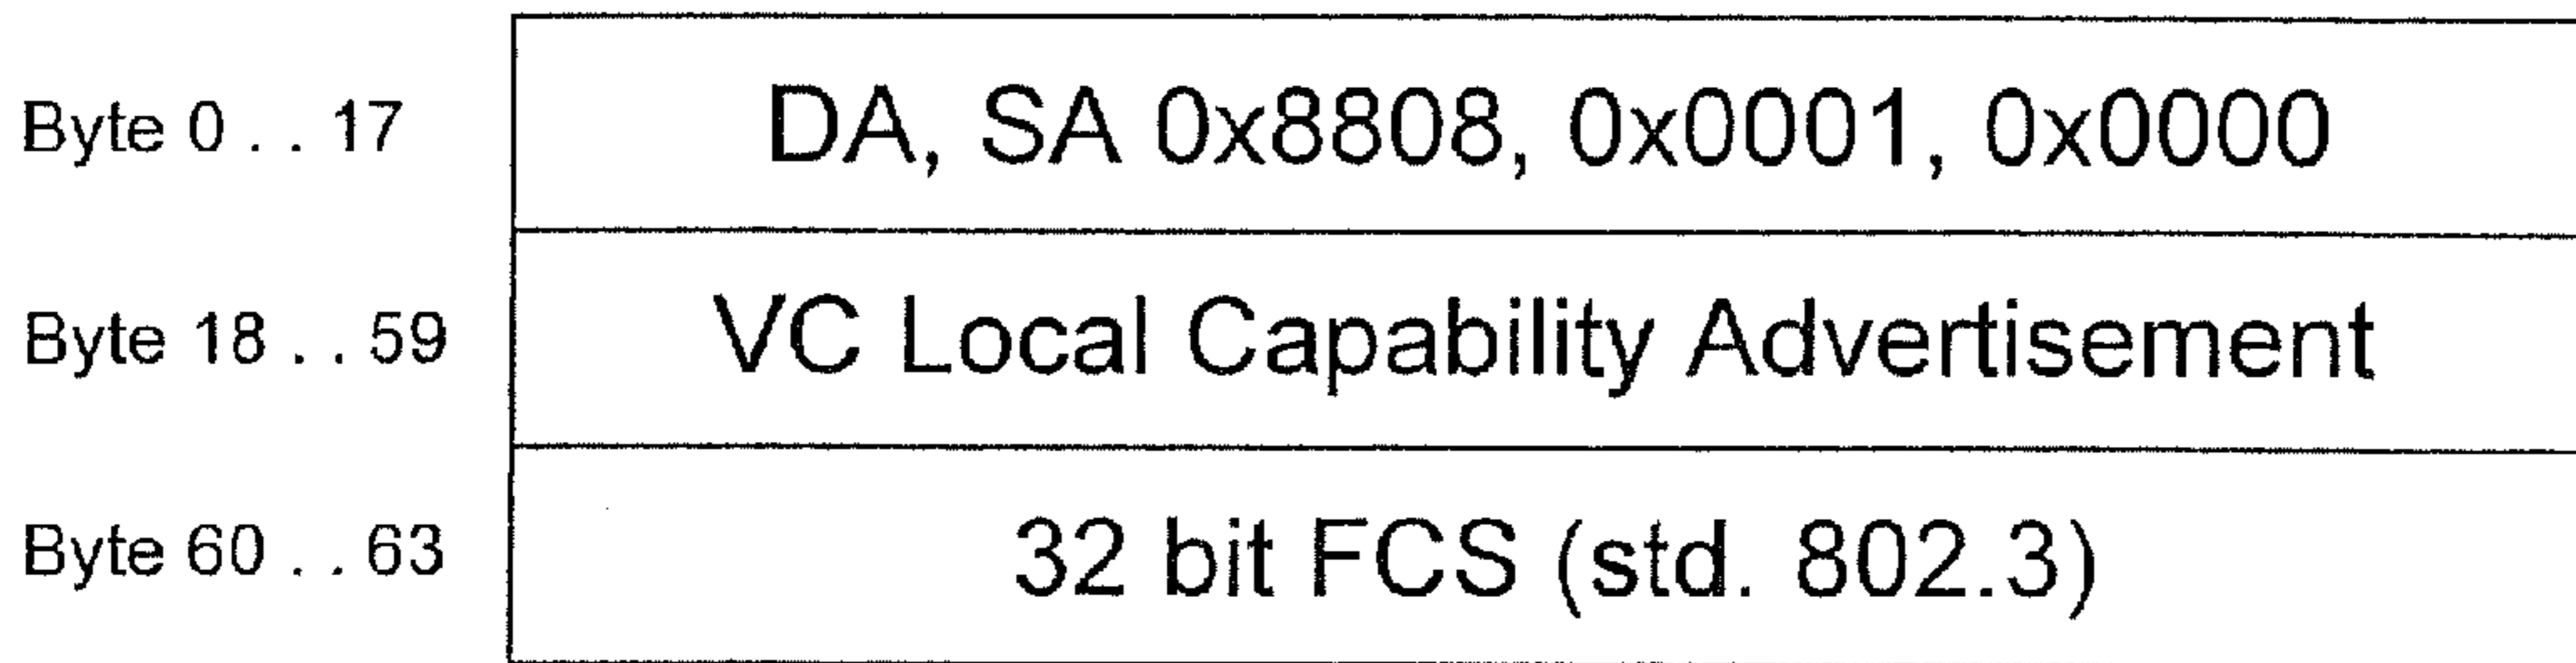 Byte 0 . . 17 DA, SA 0x8808, 0x0001, 0x0000
Byte 18 . . 59 VC Local Capability Advertisement
Byte 60 . . 63 32 bit FCS (std. 802.3)